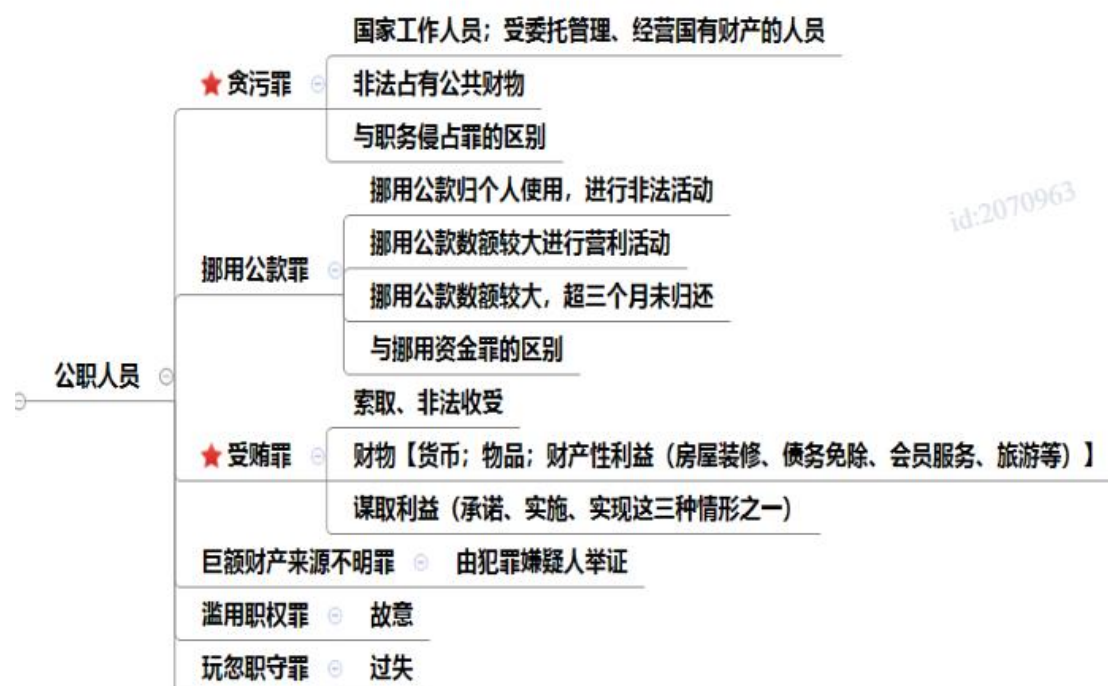 国家工作人员；受委托管理、经营国有财产的人员
贪污罪
非法占有公共财物
与职务侵占罪的区别
挪用公款归个人使用，进行非法活动
id:2070963
挪用公款数额较大进行营利活动
挪用公款罪
挪用公款数额较大，超三个月未归还
与挪用资金罪的区别
公职人员
索取、非法收受
受贿罪
财物【货币；物品；财产性利益（房屋装修、债务免除、会员服务、旅游等）】
谋取利益（承诺、实施、实现这三种情形之一）
巨额财产来源不明罪 由犯罪嫌疑人举证
滥用职权罪 故意
玩忽职守罪 过失